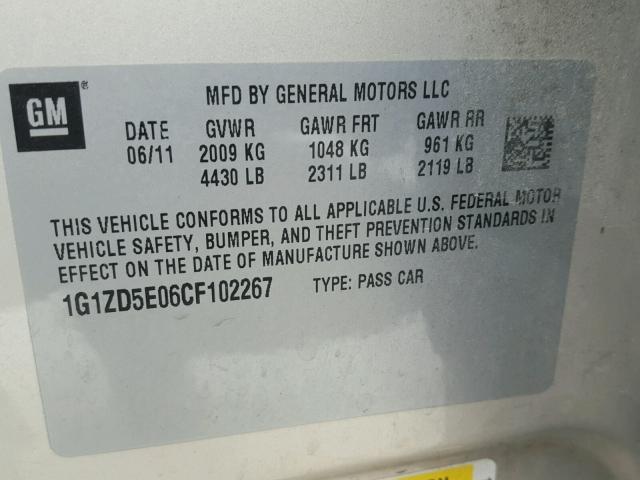 GM
®
MFD BY GENERAL MOTORS LLC
DATE GVWR GAWR FRT GAWR RR
06/11 2009 KG 1048 KG 961 KG
4430 LB 2311 LB 2119 LB
THIS VEHICLE CONFORMS TO ALL APPLICABLE U.S. FEDERAL MOTOR
VEHICLE SAFETY, BUMPER, AND THEFT PREVENTION STANDARDS IN
EFFECT ON THE DATE OF MANUFACTURE SHOWN ABOVE.
1G1ZD5E06CF102267 TYPE: PASS CAR